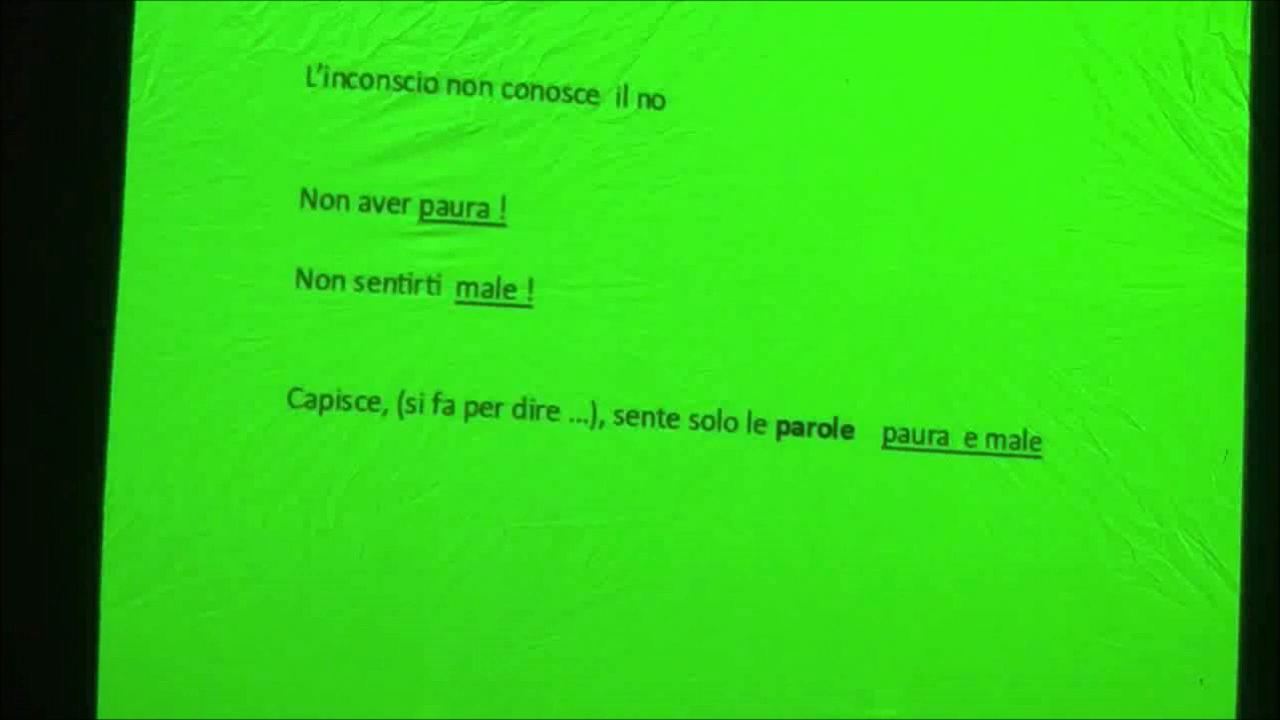 L'inconscio non conosce il no
Non aver paura !
Non sentirti male !
Capisce, (si fa per dire ...), sente solo le parole paura e male